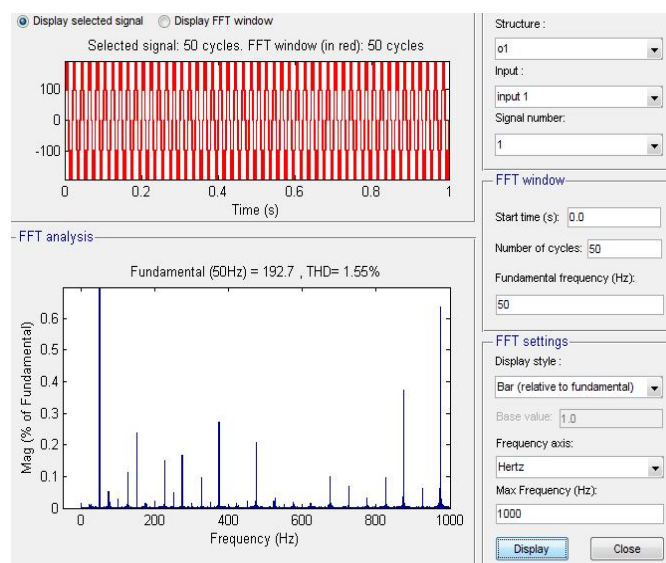 Display selected signal
Display FFT window
Selected signal: 50 cycles. FFT window (in red): 50 cycles
100
0
-100
0 0.2 0.4 0.6 0.8 1
Time (s)
FFT analysis
Fundamental (50Hz) = 192.7 , THD= 1.55%
Mag (% of Fundamental)
0.6
0.5
0.4
0.3
0.2
0.1
0
0 200 400 600 800 1000
Frequency (Hz)
Structure :
o1
Input :
input 1
Signal number:
1
FFT window
Start time (s): 0.0
Number of cycles: 50
Fundamental frequency (Hz):
50
FFT settings
Display style :
Bar (relative to fundamental)
Base value: 1.0
Frequency axis:
Hertz
Max Frequency (Hz):
1000
Display
Close